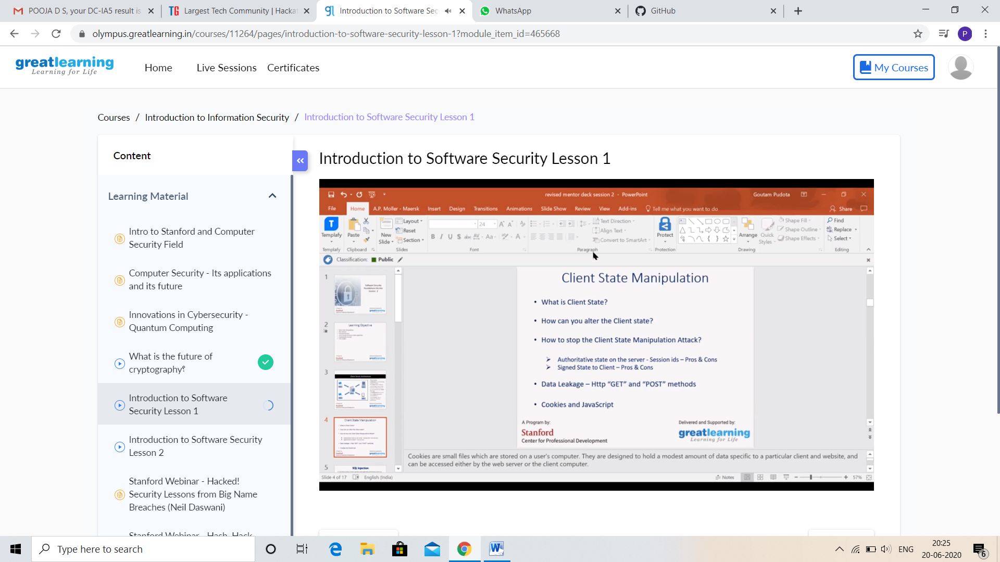 POOJA D S, your DC-IA5 result is
Largest Tech Community | Hacka
Introduction to Software Sec
WhatsApp
GitHub
olympus.greatlearning.in/courses/11264/pages/introduction-to-software-security-lesson-1?module_item_id=465668
P
greatlearning
Learning for Life
Home
Live Sessions
Certificates
My Courses
Courses / Introduction to Information Security / Introduction to Software Security Lesson 1
Content
Learning Material
Intro to Stanford and Computer
Security Field
Computer Security - Its applications
and its future
Innovations in Cybersecurity -
Quantum Computing
What is the future of
cryptography?
Introduction to Software
Security Lesson 1
Introduction to Software Security
Lesson 2
Stanford Webinar - Hacked!
Security Lessons from Big Name
Breaches (Neil Daswani)
Stanford Webinar - Hash, Hack,
Introduction to Software Security Lesson 1
revised mentor deck session 2 - PowerPoint
Goutam Pudota
File Home A.P. Moller - Maersk Insert Design Transitions Animations Slide Show Review View Add-ins Tell me what you want to do Share
Templafy
Paste
New
Slide
Layout
Reset
Section
24
Text Direction
Align Text
Convert to SmartArt
Protect
Arrange
Quick
Styles
Shape Fill
Shape Outline
Shape Effects
Find
Replace
Select
Templafy Clipboard Slides Font Paragraph Protection Drawing Editing
Classification: Public
1
2
Learning Objective
3
4
Client State Manipulation
5
SQL Injection
Client State Manipulation
• What is Client State?
• How can you alter the Client state?
• How to stop the Client State Manipulation Attack?
➢ Authoritative state on the server - Session ids – Pros & Cons
➢ Signed State to Client – Pros & Cons
• Data Leakage – Http “GET” and “POST” methods
• Cookies and JavaScript
A Program by:
Stanford
Center for Professional Development
Delivered and Supported by:
greatlearning
Learning for Life
Cookies are small files which are stored on a user's computer. They are designed to hold a modest amount of data specific to a particular client and website, and
can be accessed either by the web server or the client computer.
Slide 4 of 17
English (India)
Notes
57%
Type here to search
ENG
20:25
20-06-2020
6